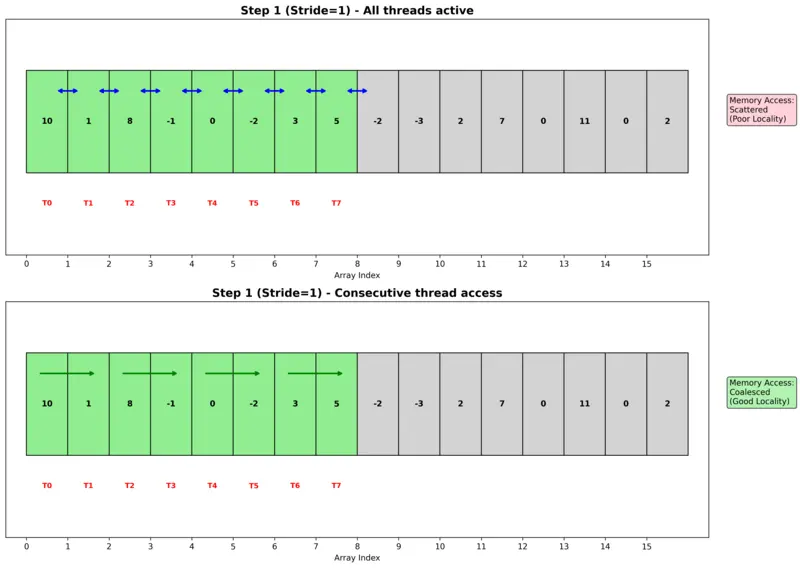 Step 1 (Stride=1) - All threads active
10 1 8 -1 0 -2 3 5 -2 -3 2 7 0 11 0 2
T0 T1 T2 T3 T4 T5 T6 T7
0 1 2 3 4 5 6 7 8 9 10 11 12 13 14 15
Array Index
Memory Access:
Scattered
(Poor Locality)
Step 1 (Stride=1) - Consecutive thread access
10 1 8 -1 0 -2 3 5 -2 -3 2 7 0 11 0 2
T0 T1 T2 T3 T4 T5 T6 T7
0 1 2 3 4 5 6 7 8 9 10 11 12 13 14 15
Array Index
Memory Access:
Coalesced
(Good Locality)